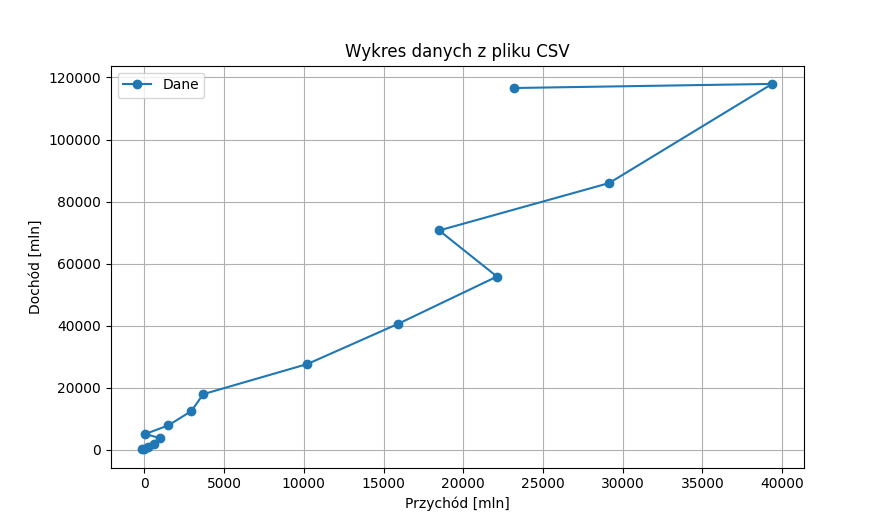 Wykres danych z pliku CSV
Dane
120000
100000
80000
60000
40000
20000
0
Dochód [mln]
0 5000 10000 15000 20000 25000 30000 35000 40000
Przychód [mln]